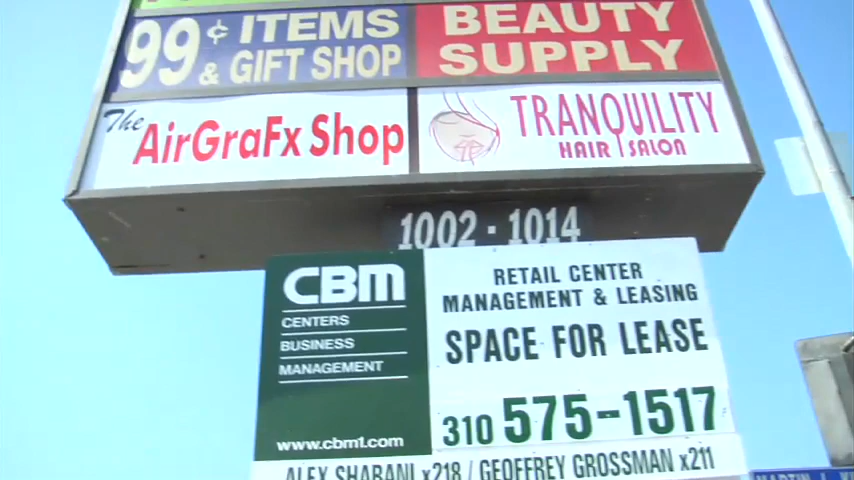 99¢ ITEMS
& GIFT SHOP
BEAUTY
SUPPLY
The AirGraFx Shop
TRANQUILITY
HAIR SALON
1002 - 1014
CBM
CENTERS
BUSINESS
MANAGEMENT
www.cbm1.com
RETAIL CENTER
MANAGEMENT & LEASING
SPACE FOR LEASE
310 575-1517
ALEX SHABANI x218 / GEOFFREY GROSSMAN x211